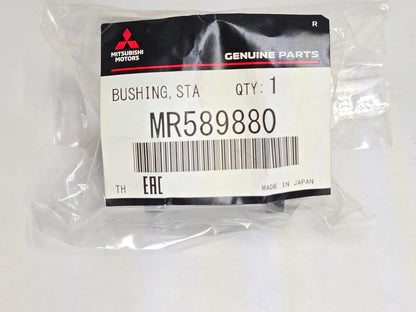 R
MITSUBISHI
MOTORS
GENUINE PARTS
BUSHING, STA QTY: 1
MR589880
TH EAC MADE IN JAPAN